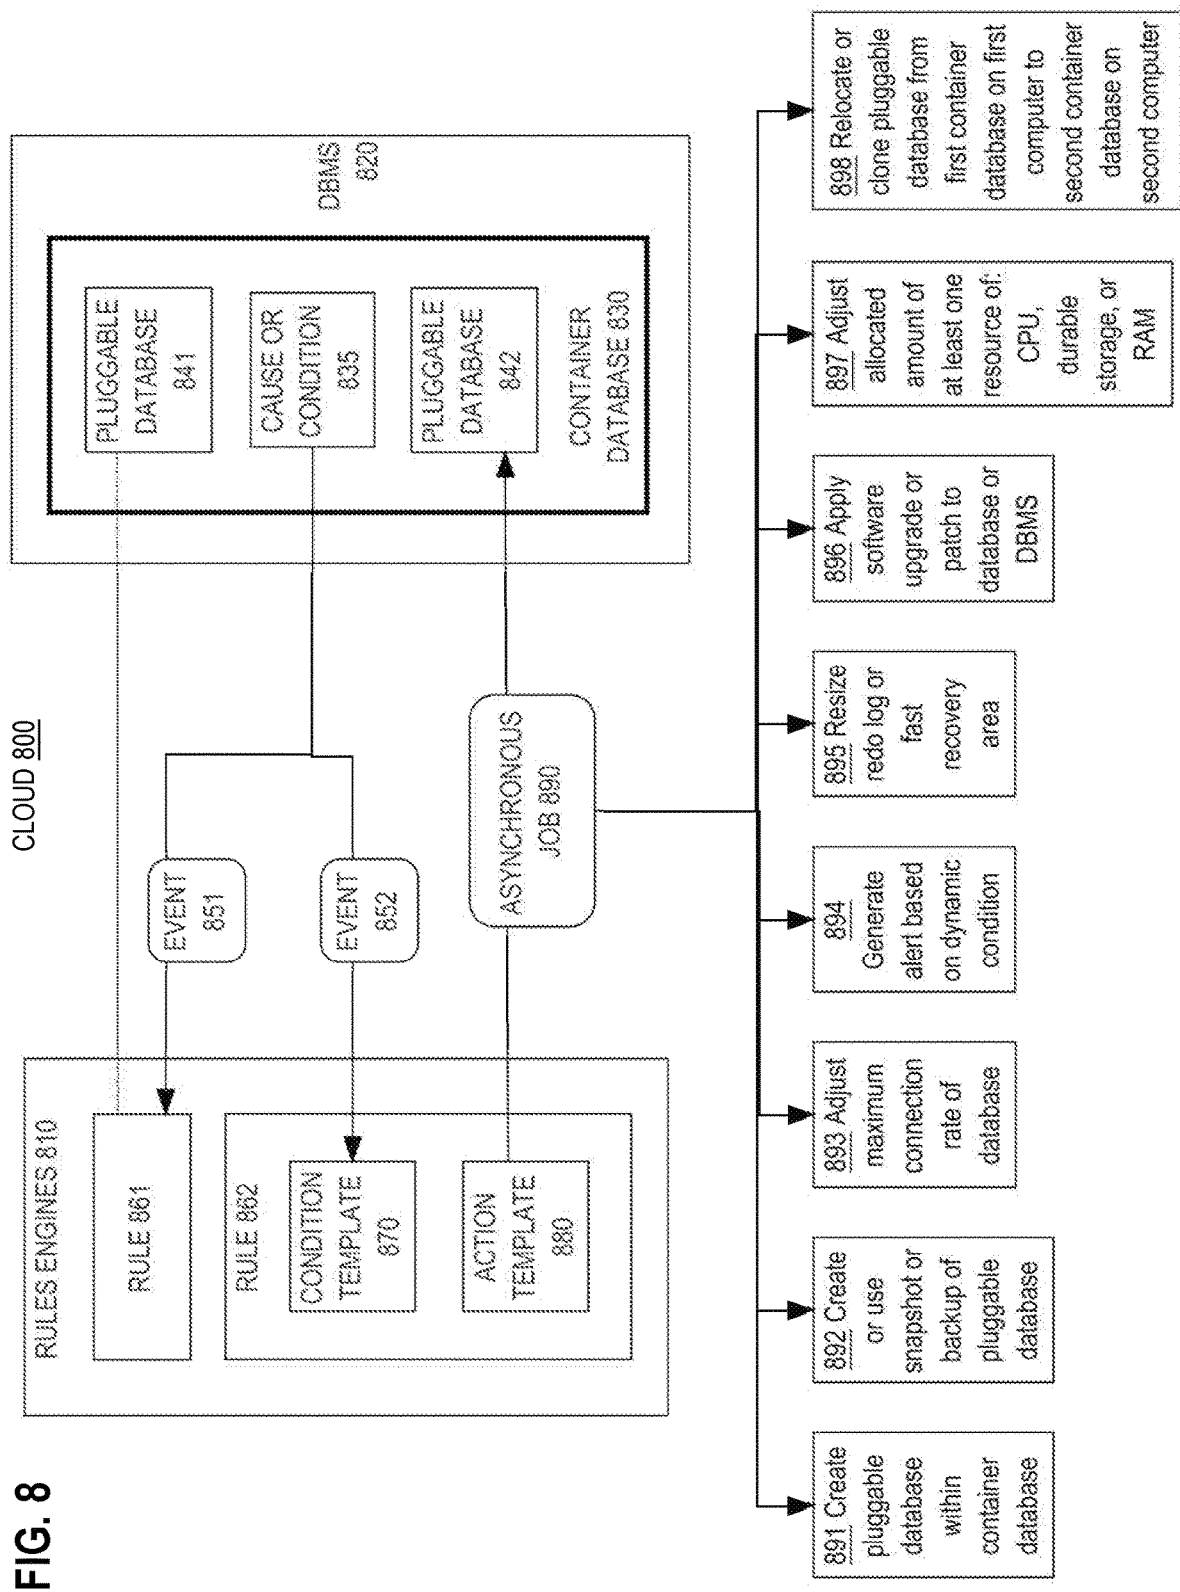 FIG. 8
CLOUD 800
RULES ENGINES 810
RULE 861
RULE 862
CONDITION
TEMPLATE
870
ACTION
TEMPLATE
880
EVENT
851
EVENT
852
ASYNCHRONOUS
JOB 890
PLUGGABLE
DATABASE
841
CAUSE OR
CONDITION
835
PLUGGABLE
DATABASE
842
CONTAINER
DATABASE 830
DBMS
820
891 Create
pluggable
database
within
container
database
892 Create
or use
snapshot or
backup of
pluggable
database
893 Adjust
maximum
connection
rate of
database
894
Generate
alert based
on dynamic
condition
895 Resize
redo log or
fast
recovery
area
896 Apply
software
upgrade or
patch to
database or
DBMS
897 Adjust
allocated
amount of
at least one
resource of:
CPU,
durable
storage, or
RAM
898 Relocate or
clone pluggable
database from
first container
database on first
computer to
second container
database on
second computer